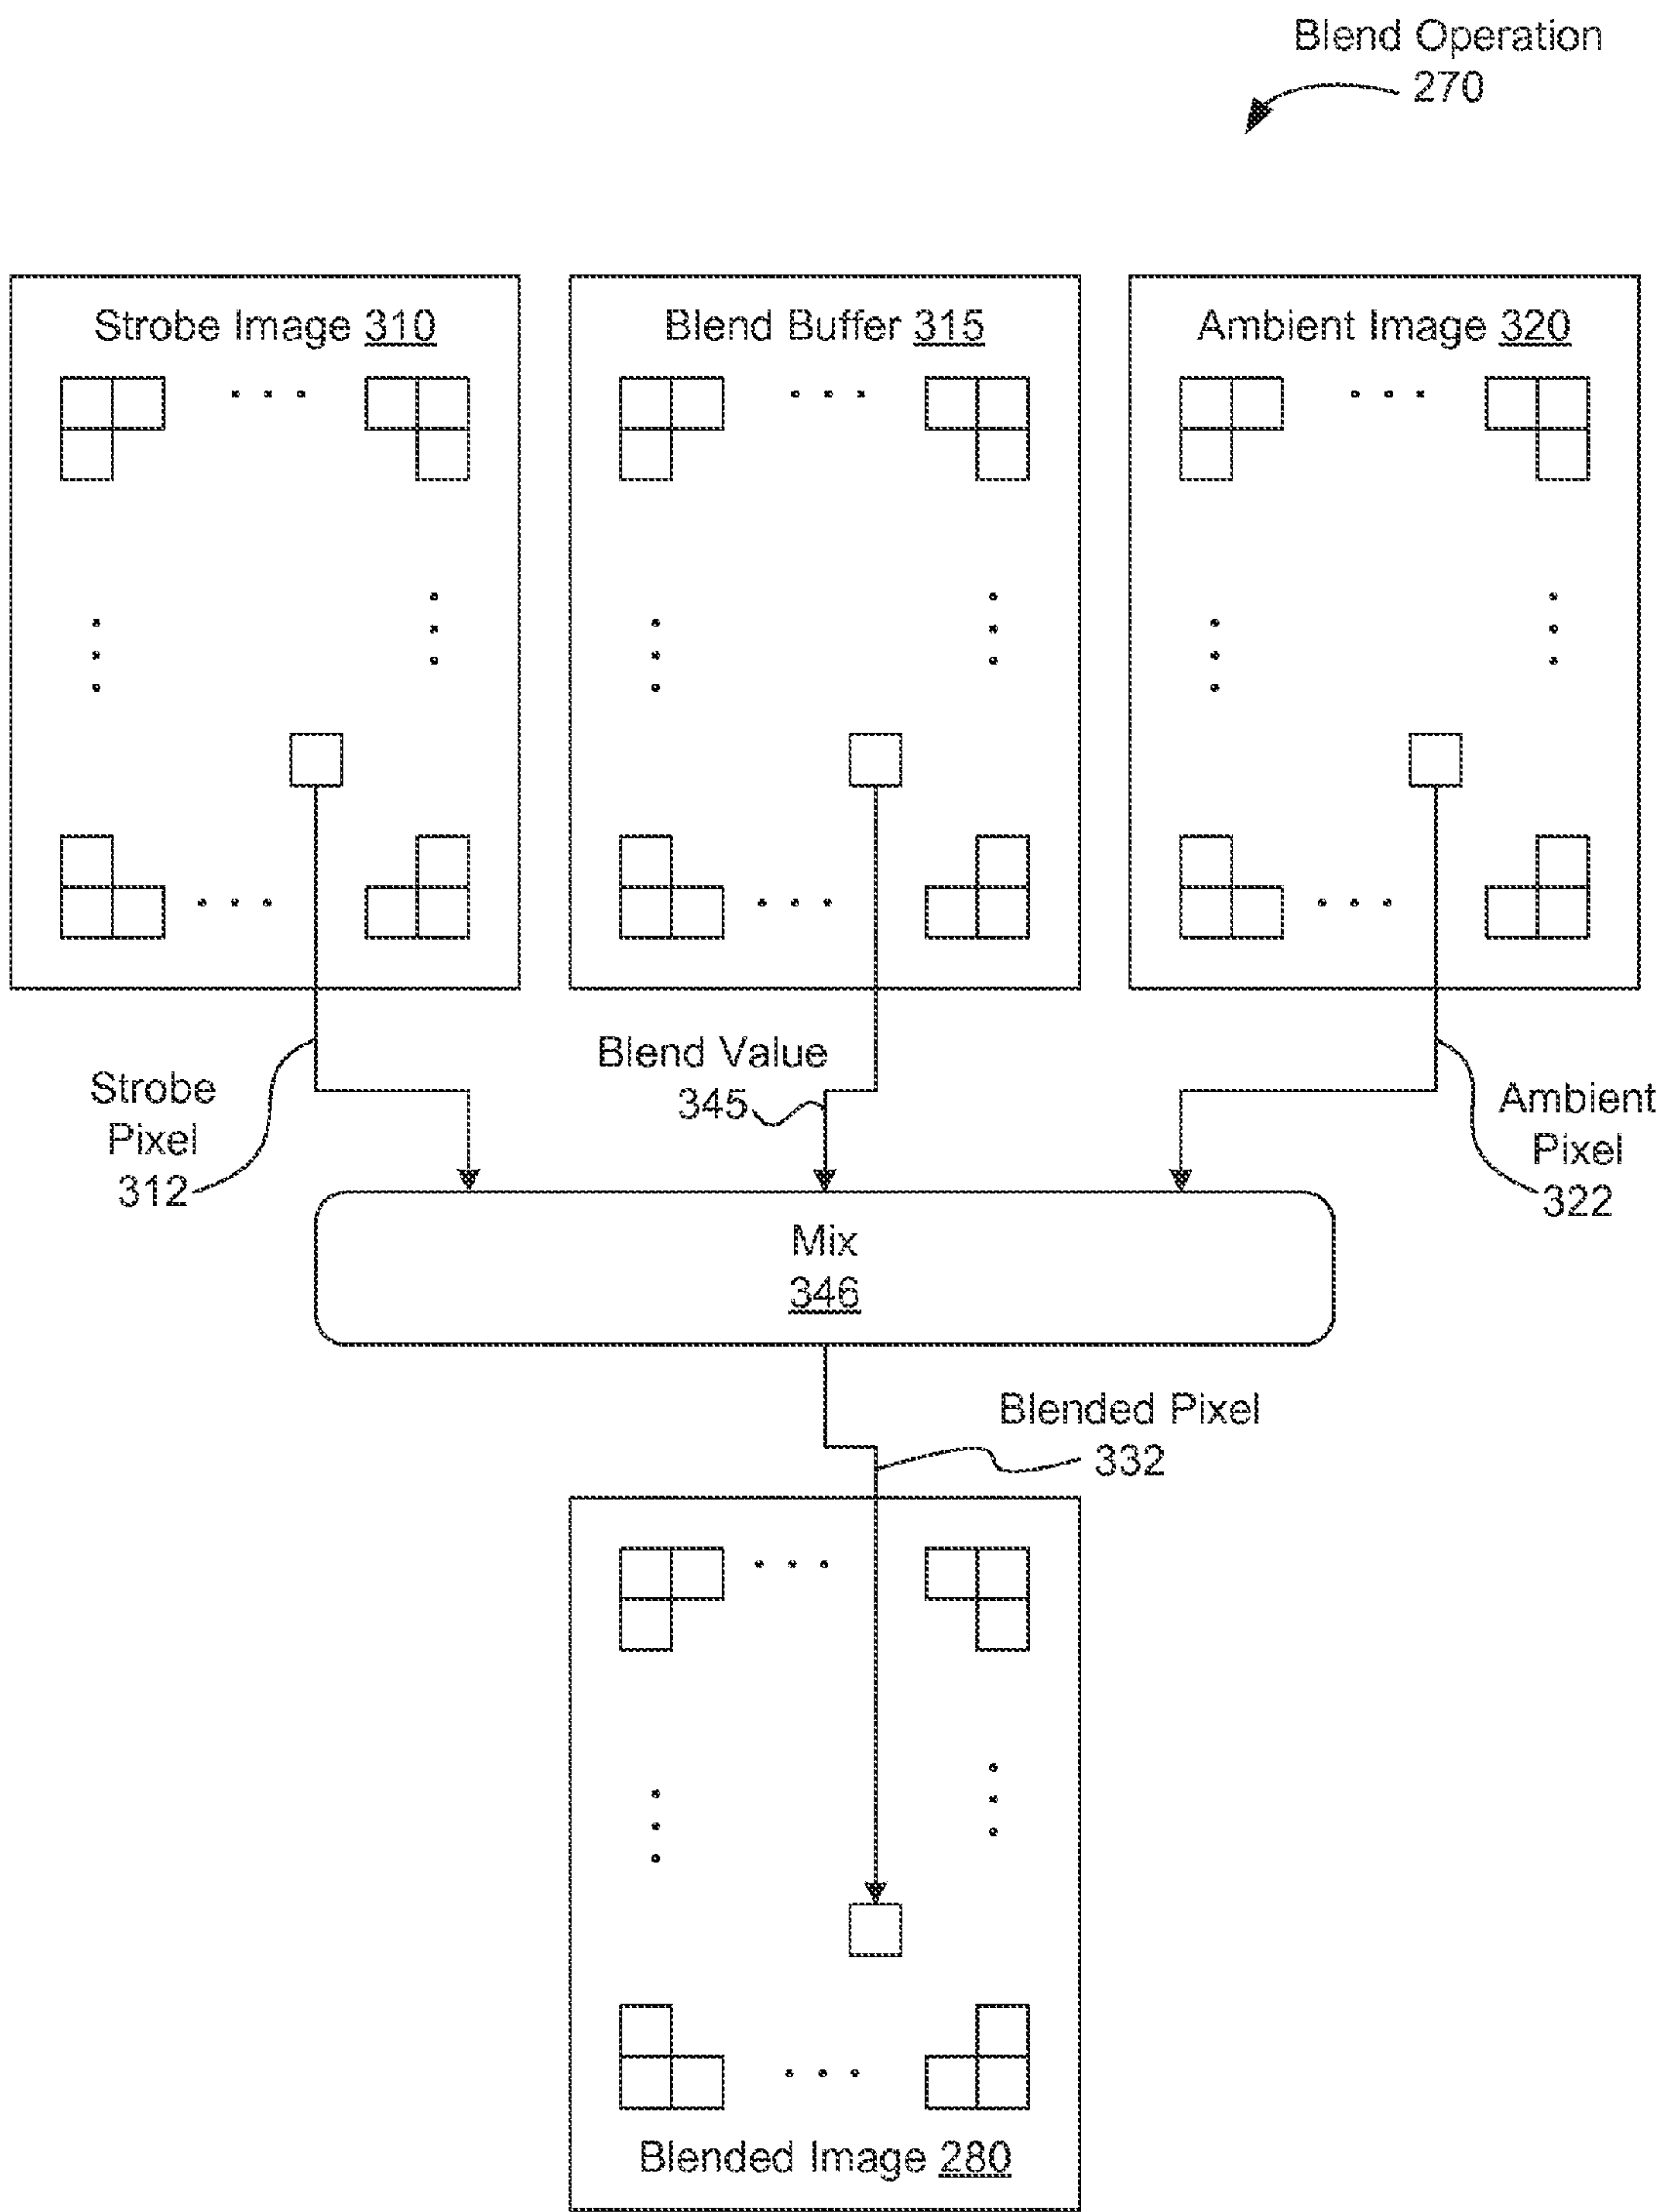 Blend Operation
270
Strobe Image 310
Blend Buffer 315
Ambient Image 320
Strobe
Pixel
312
Blend Value
345
Ambient
Pixel
322
Mix
346
Blended Pixel
332
Blended Image 280